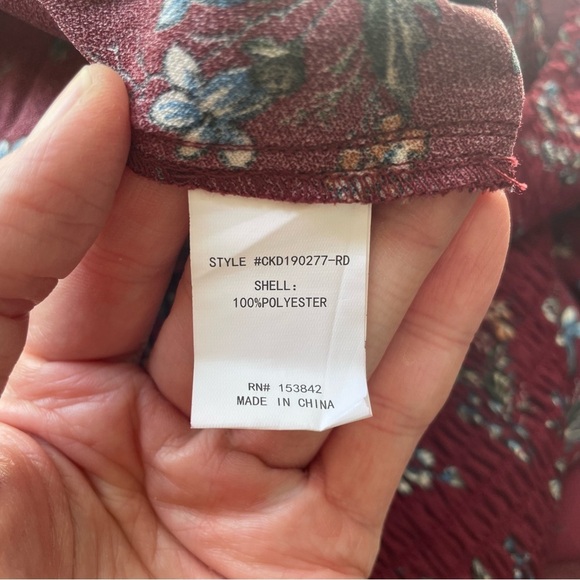 STYLE #CKD190277-RD
SHELL:
100%POLYESTER
RN# 153842
MADE IN CHINA